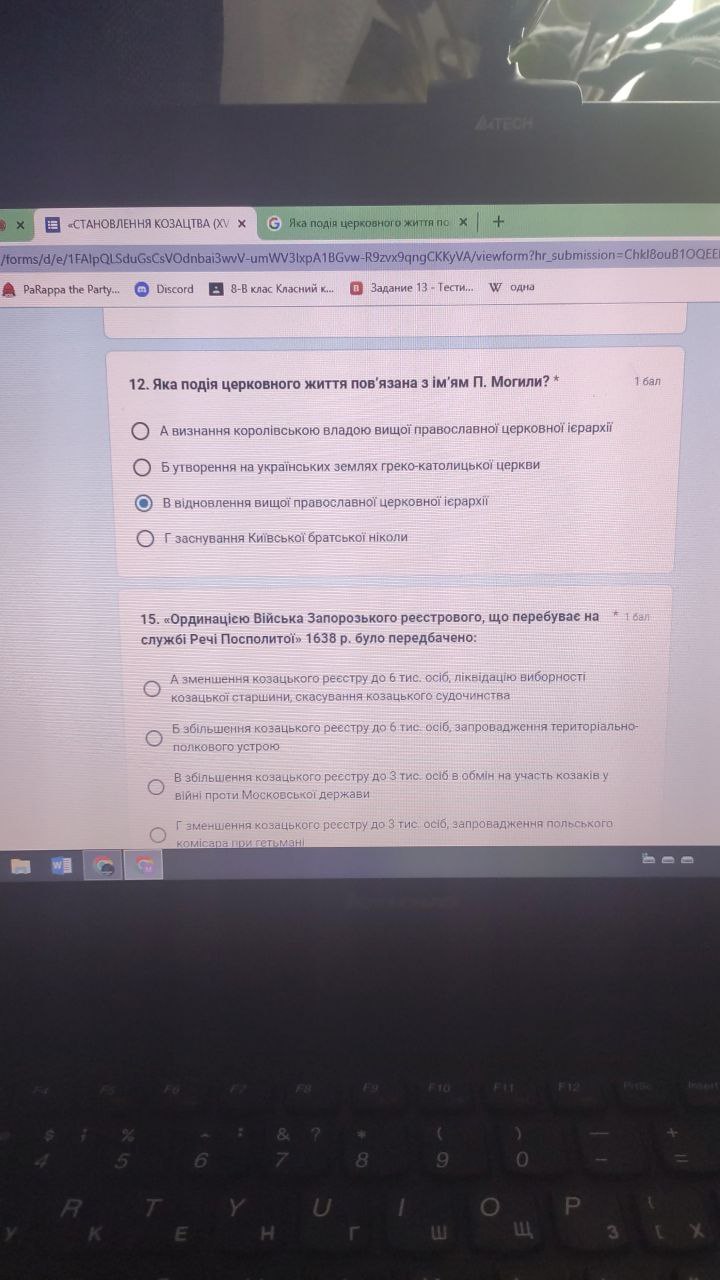 A4TECH
«СТАНОВЛЕННЯ КОЗАЦТВА (XV
Яка подія церковного життя по
/forms/d/e/1FAIpQLSduGsCsVOdnbai3wvV-umWV3IxpA1BGvw-R9zvx9qngCKKyVA/viewform?hr_submission=ChkI8ouB1OQEE
PaRappa the Party... Discord 8-В клас Класний к... Задание 13 - Тести... W одна
12. Яка подія церковного життя пов'язана з ім'ям П. Могили? * 1 бал
А визнання королівською владою вищої православної церковної ієрархії
Б утворення на українських землях греко-католицької церкви
В відновлення вищої православної церковної ієрархії
Г заснування Київської братської ніколи
15. «Ординацією Війська Запорозького реєстрового, що перебуває на * 1 бал
службі Речі Посполитої» 1638 р. було передбачено:
А зменшення козацького реєстру до 6 тис. осіб, ліквідацію виборності
козацької старшини, скасування козацького судочинства
Б збільшення козацького реєстру до 6 тис. осіб, запровадження територіально-
полкового устрою
В збільшення козацького реєстру до 3 тис. осіб в обмін на участь козаків у
війні проти Московської держави
Г зменшення козацького реєстру до 3 тис. осіб, запровадження польського
комісара при гетьмані
F4 F5 F6 F7 F8 F9 F10 F11 F12 PrtSc Insert
$ ; % ^ : & ? * ( ) — +
4 5 6 7 8 9 0 – =
R T Y U I O P {
У К Е Н Г Ш Щ З [ Х